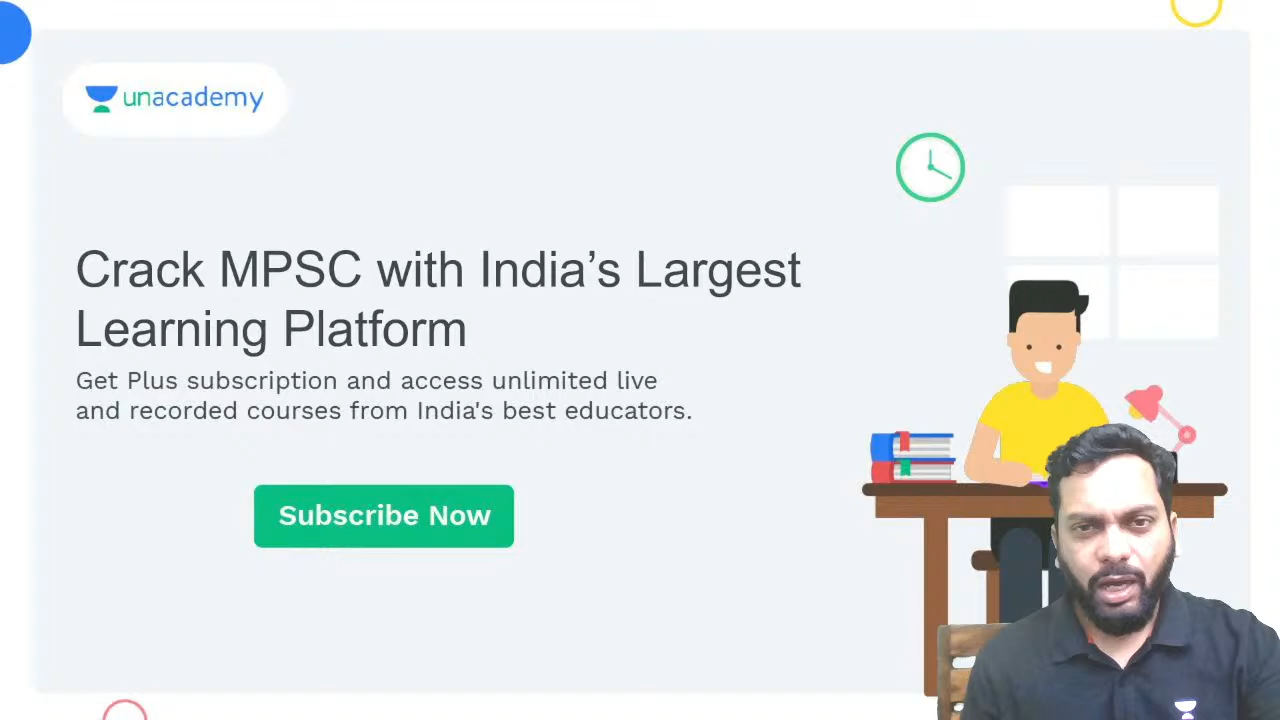 unacademy
Crack MPSC with India’s Largest
Learning Platform
Get Plus subscription and access unlimited live
and recorded courses from India's best educators.
Subscribe Now